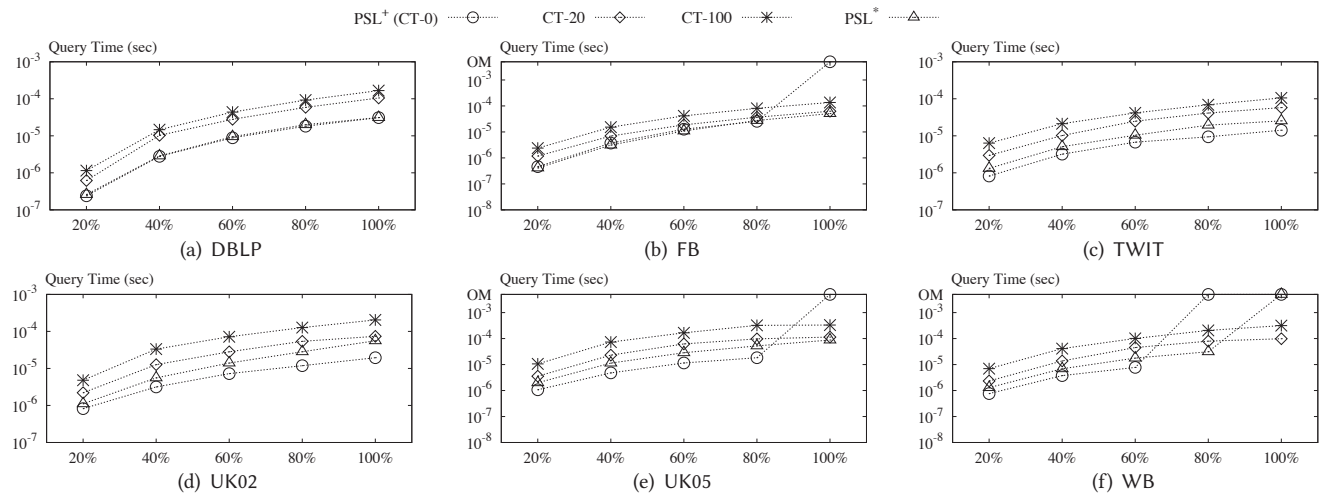 PSL+ (CT-0) CT-20 CT-100 PSL*
Query Time (sec) Query Time (sec) Query Time (sec)
10-3 OM 10-3
10-4 10-4 10-4
10-5 10-5 10-5
10-6 10-6 10-6
10-7 10-7 10-7
10-8
20% 40% 60% 80% 100% 20% 40% 60% 80% 100% 20% 40% 60% 80% 100%
(a) DBLP (b) FB (c) TWIT
Query Time (sec) Query Time (sec) Query Time (sec)
10-3 OM OM
10-3 10-3
10-4 10-4 10-4
10-5 10-5 10-5
10-6 10-6 10-6
10-7 10-7 10-7
10-8 10-8
20% 40% 60% 80% 100% 20% 40% 60% 80% 100% 20% 40% 60% 80% 100%
(d) UK02 (e) UK05 (f) WB